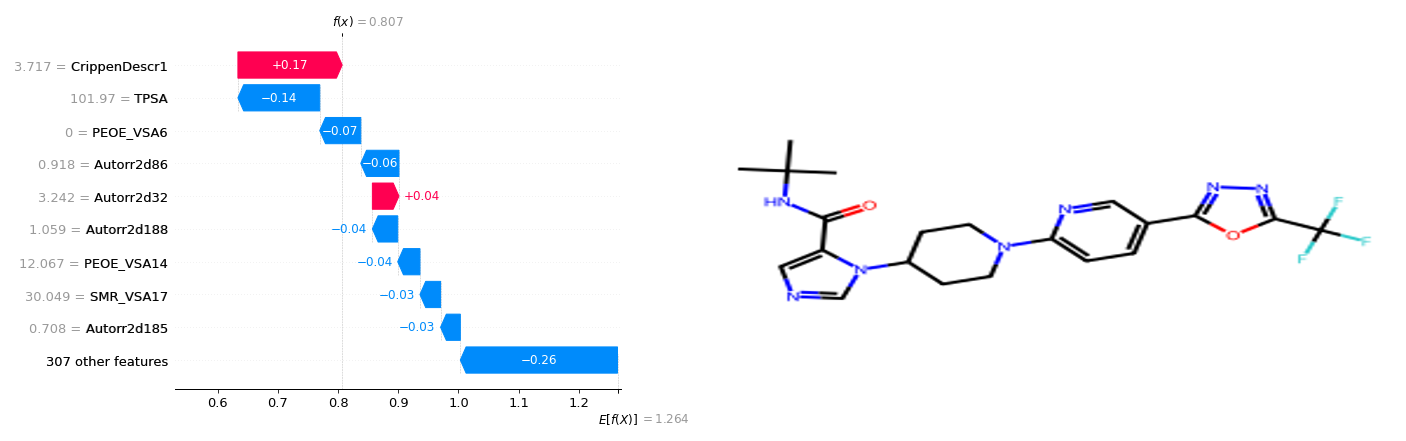 f(x) = 0.807
3.717 = CrippenDescr1
+0.17
101.97 = TPSA
−0.14
0 = PEOE_VSA6
−0.07
0.918 = Autorr2d86
−0.06
3.242 = Autorr2d32
+0.04
1.059 = Autorr2d188
−0.04
12.067 = PEOE_VSA14
−0.04
30.049 = SMR_VSA17
−0.03
0.708 = Autorr2d185
−0.03
307 other features
−0.26
0.6 0.7 0.8 0.9 1.0 1.1 1.2
E[f(X)] = 1.264
HN
O
N
N
N
N
N
N
N
O
F
F
F